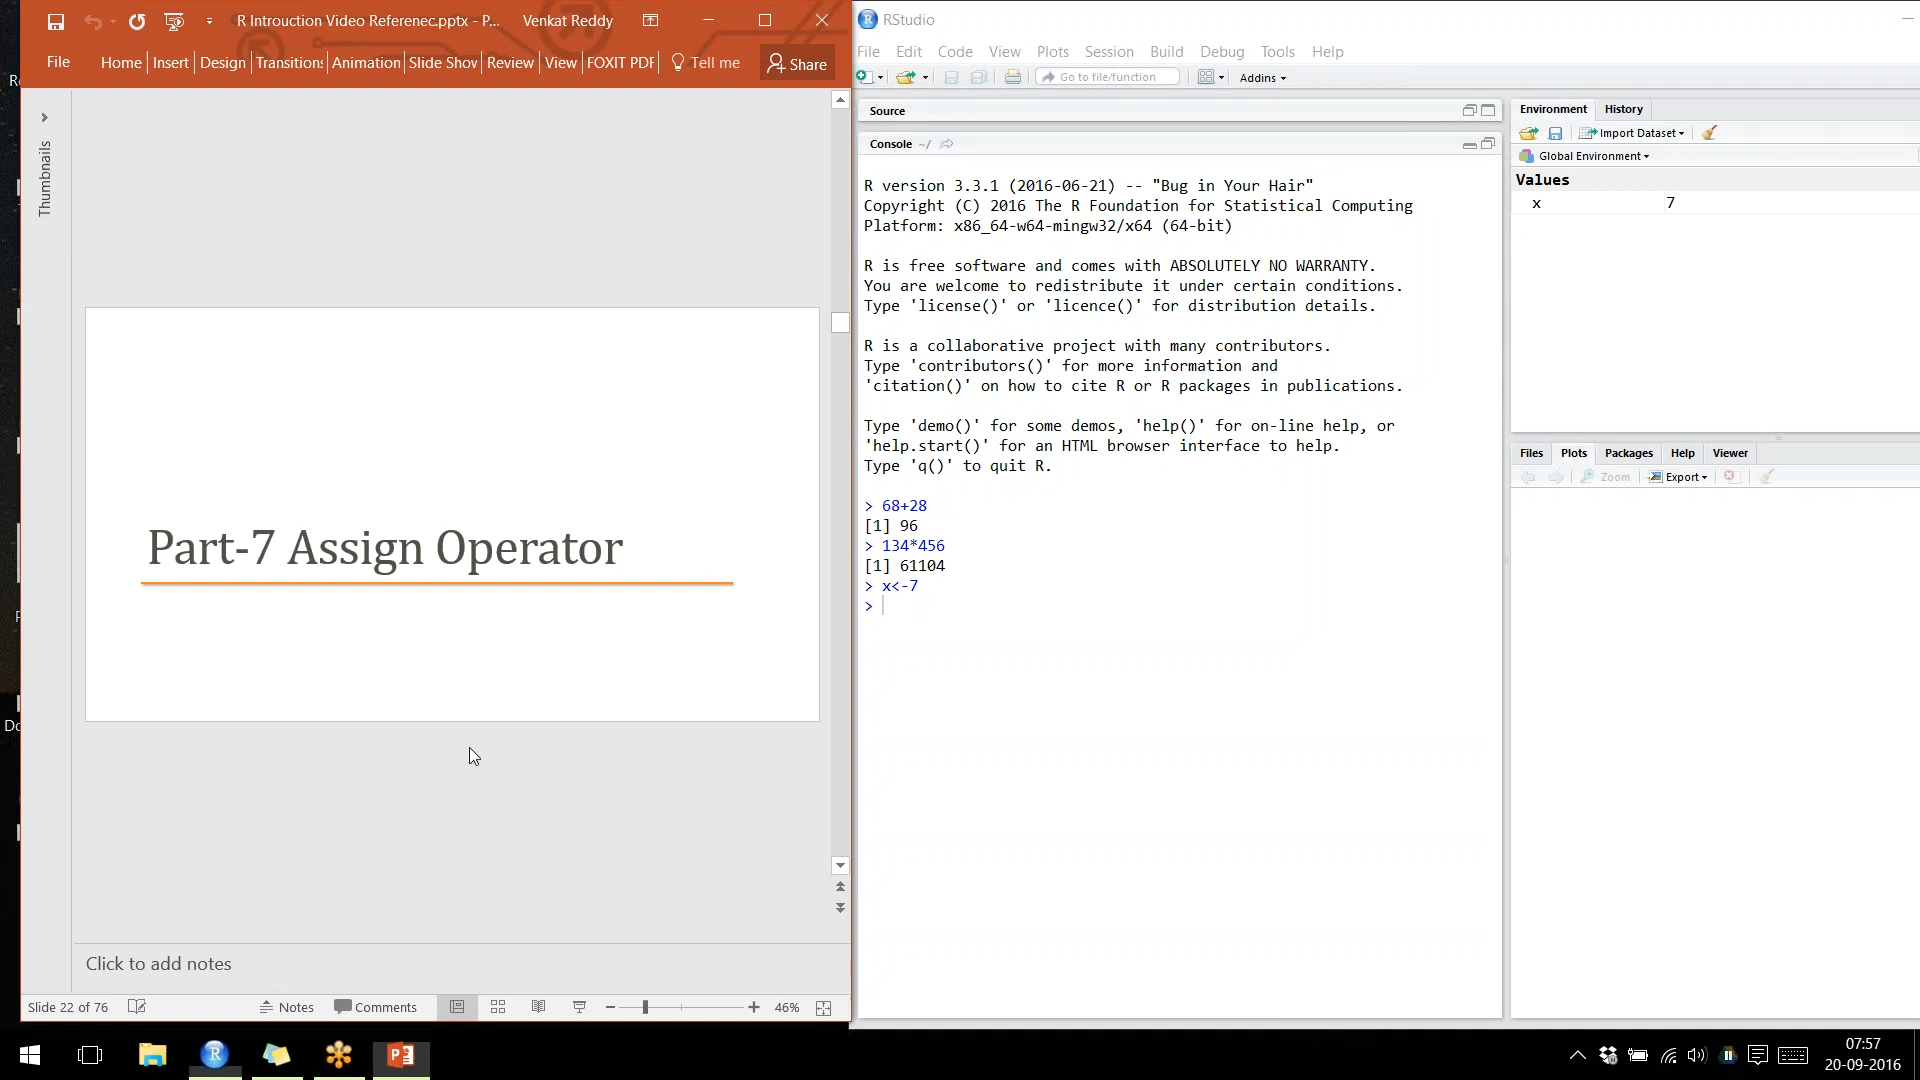 R Introuction Video Referenec.pptx - P...
Venkat Reddy
File
Home
Insert
Design
Transitions
Animation
Slide Shov
Review
View
FOXIT PDF
Tell me
Share
Thumbnails
Part-7 Assign Operator
Click to add notes
Slide 22 of 76
Notes
Comments
46%
RStudio
File Edit Code View Plots Session Build Debug Tools Help
Go to file/function
Addins
Source
Console ~/
R version 3.3.1 (2016-06-21) -- "Bug in Your Hair"
Copyright (C) 2016 The R Foundation for Statistical Computing
Platform: x86_64-w64-mingw32/x64 (64-bit)
R is free software and comes with ABSOLUTELY NO WARRANTY.
You are welcome to redistribute it under certain conditions.
Type 'license()' or 'licence()' for distribution details.
R is a collaborative project with many contributors.
Type 'contributors()' for more information and
'citation()' on how to cite R or R packages in publications.
Type 'demo()' for some demos, 'help()' for on-line help, or
'help.start()' for an HTML browser interface to help.
Type 'q()' to quit R.
> 68+28
[1] 96
> 134*456
[1] 61104
> x<-7
>
Environment History
Import Dataset
Global Environment
Values
x 7
Files Plots Packages Help Viewer
Zoom Export
07:57
20-09-2016